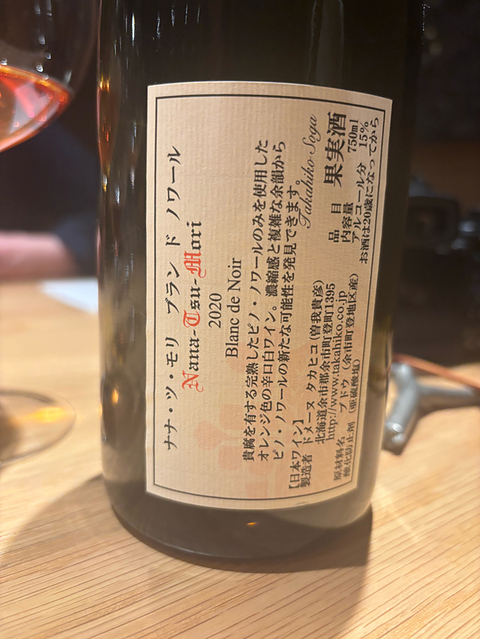 ナナ・ツ・モリ ブラン ド ノワール
Nana-Tsu-Mori
2020
Blanc de Noir
貴腐を有する完熟したピノ・ノワールのみを使用した
オレンジ色の辛口白ワイン。濃縮感と複雑な余韻から
ピノ・ノワールの新たな可能性を発見できます。
Takahiko Soga
【日本ワイン】
製造者 ドメーヌ タカヒコ(曽我貴彦)
北海道余市郡余市町登町1395
http://www.takahiko.co.jp
原材料名 ブドウ(余市町登地区産)
酸化防止剤(亜硫酸塩)
品目 果実酒
内容量 750ml
アルコール分 15%
お酒は20歳になってから